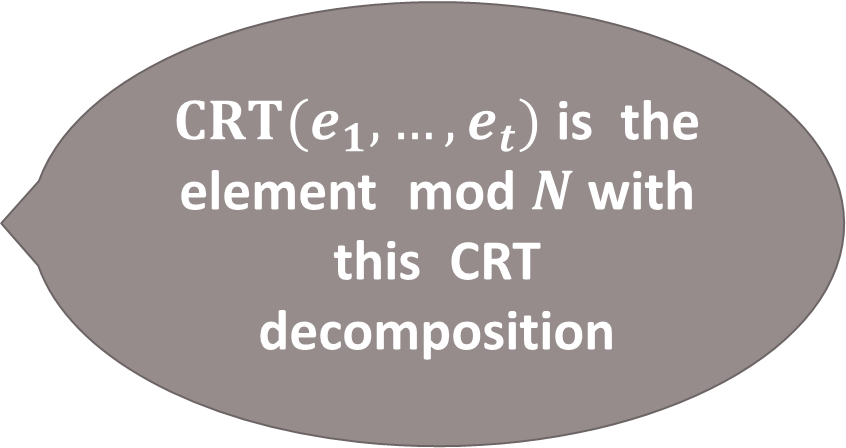 CRT(e₁, … , eₜ) is the
element mod N with
this CRT
decomposition